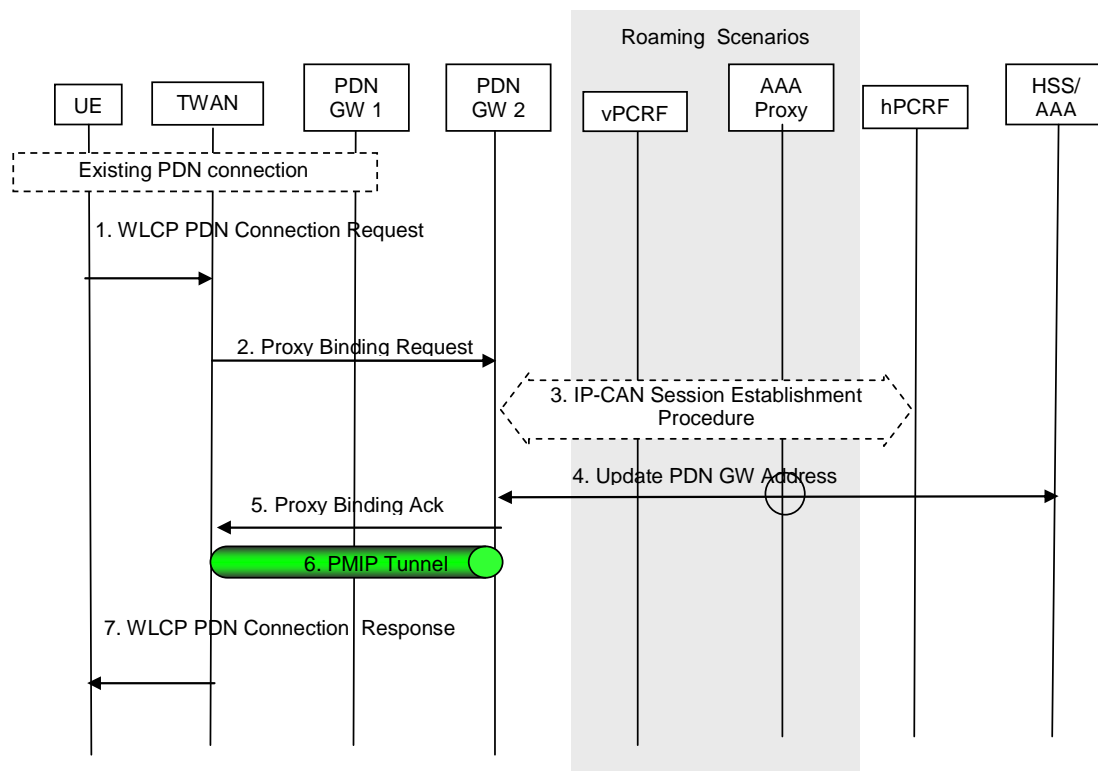 Roaming Scenarios
UE
TWAN
PDN
GW 1
PDN
GW 2
vPCRF
AAA
Proxy
hPCRF
HSS/
AAA
Existing PDN connection
1. WLCP PDN Connection Request
2. Proxy Binding Request
3. IP-CAN Session Establishment
Procedure
4. Update PDN GW Address
5. Proxy Binding Ack
6. PMIP Tunnel
7. WLCP PDN Connection Response